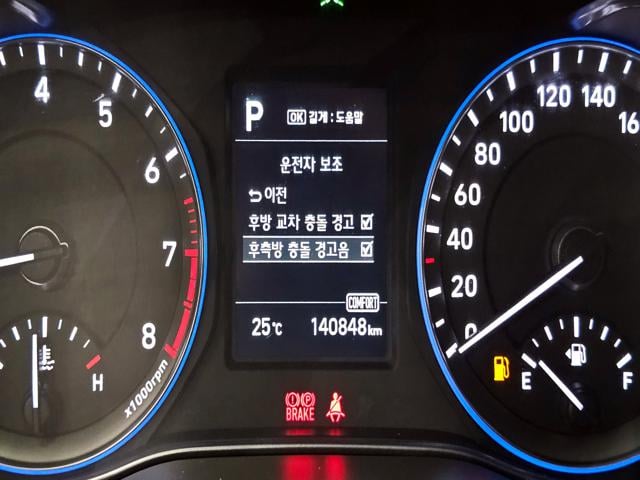 4
5
6
7
8
x1000rpm
H
P
OK 길게 : 도움말
운전자 보조
이전
후방 교차 충돌 경고
후측방 충돌 경고음
COMFORT
25℃ 140848km
BRAKE
0
20
40
60
80
100
120
140
E
F